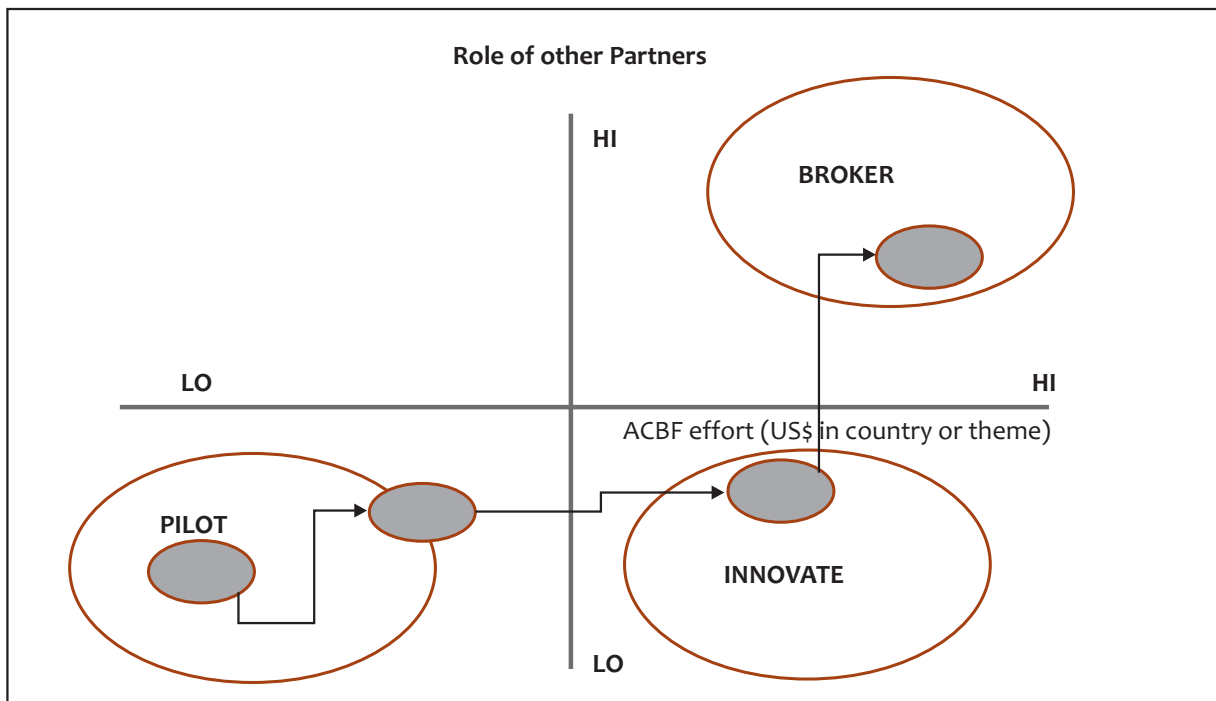 Role of other Partners
HI
BROKER
LO
HI
ACBF effort (US$ in country or theme)
PILOT
INNOVATE
LO